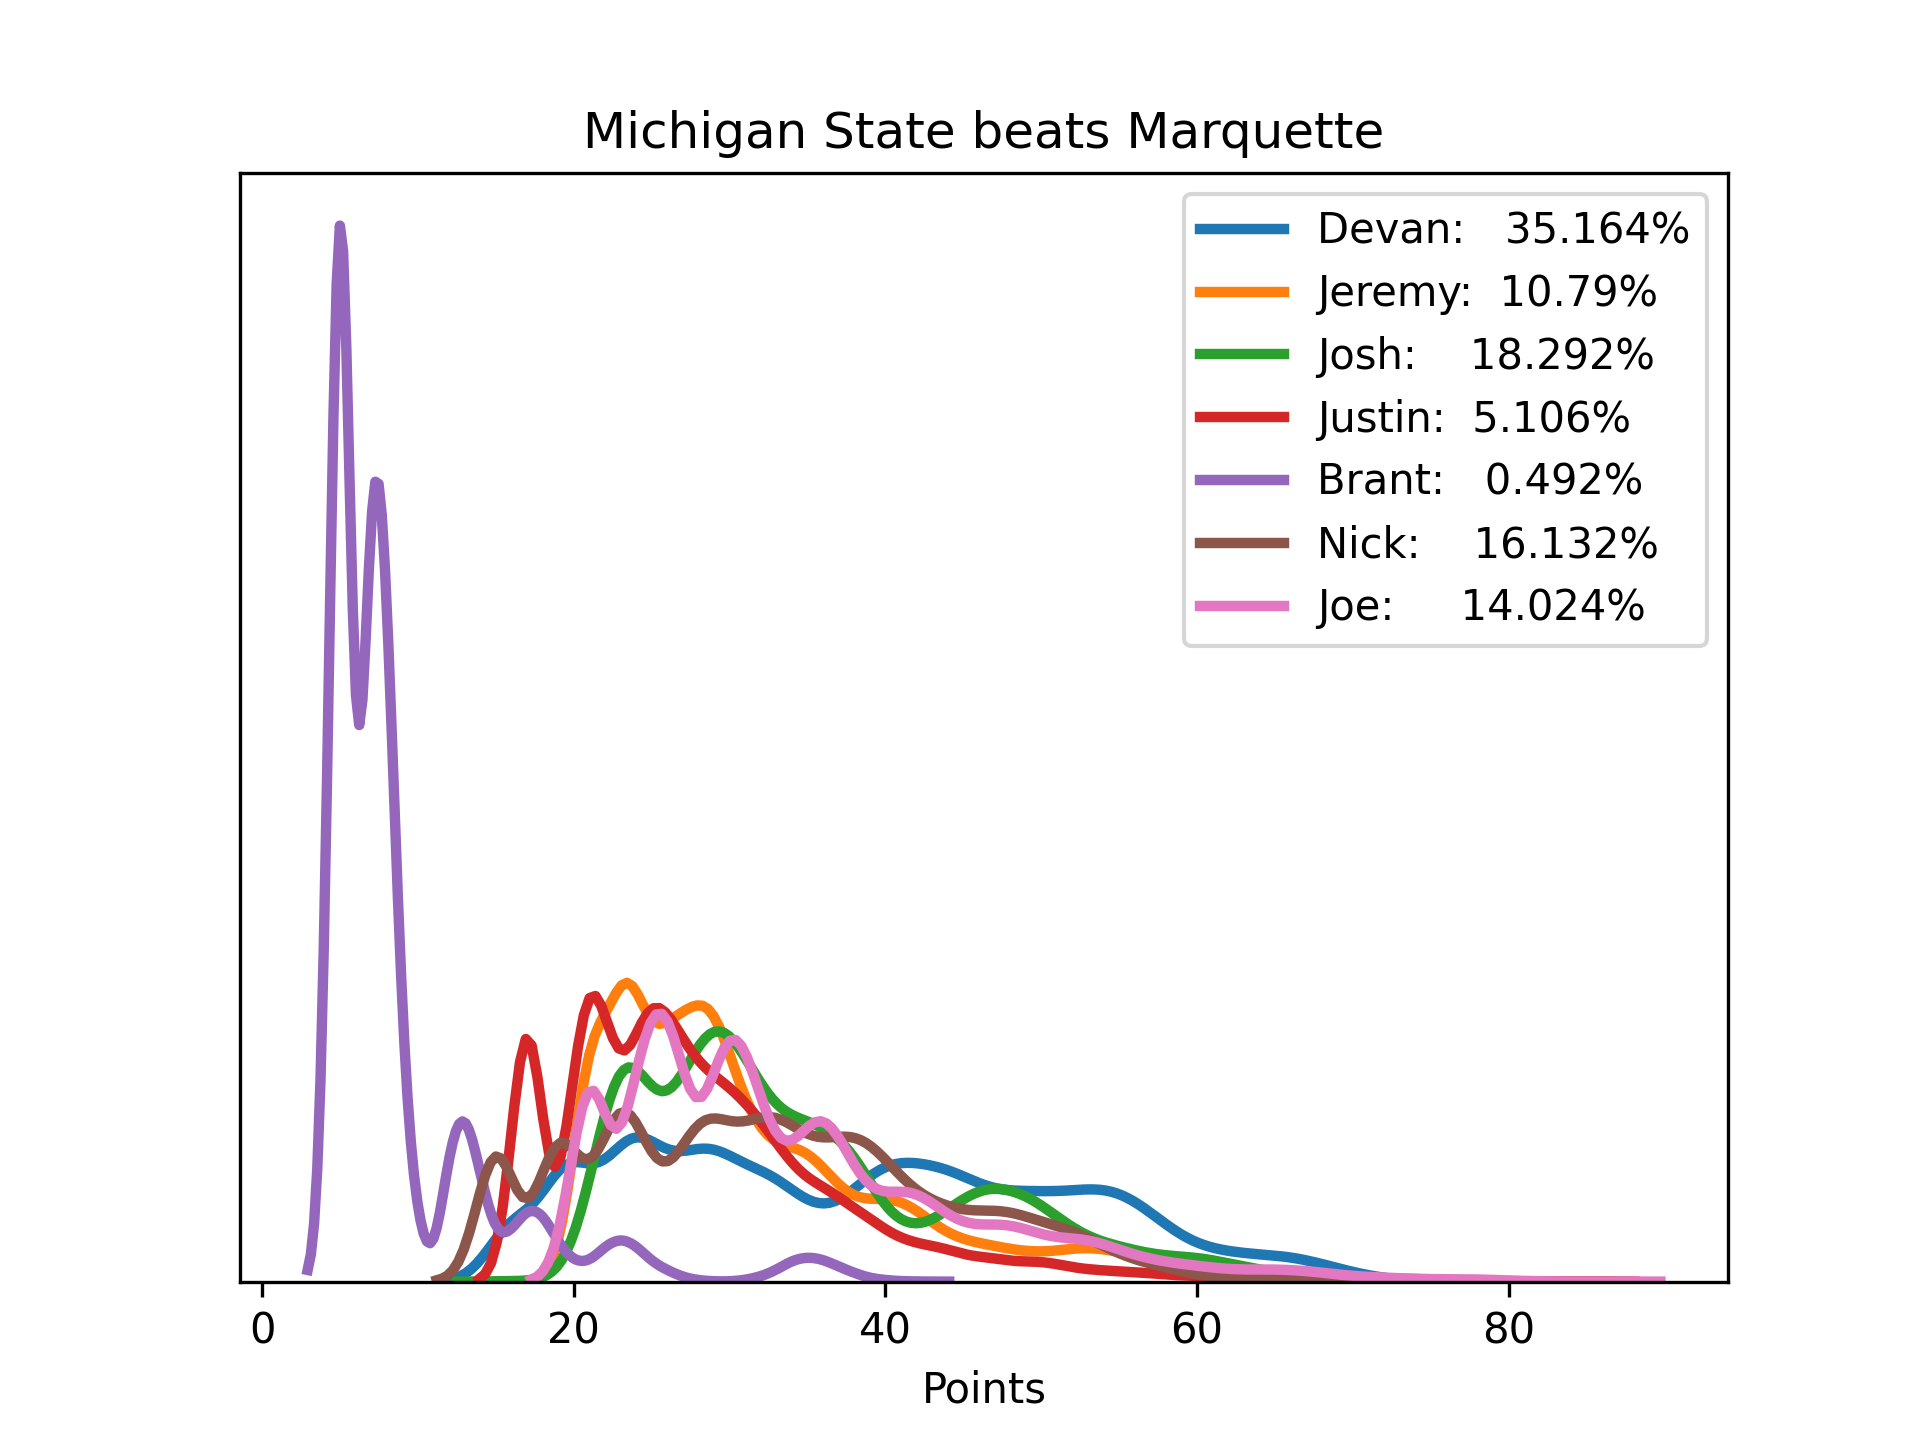 Michigan State beats Marquette
Devan: 35.164%
Jeremy: 10.79%
Josh: 18.292%
Justin: 5.106%
Brant: 0.492%
Nick: 16.132%
Joe: 14.024%
0 20 40 60 80
Points